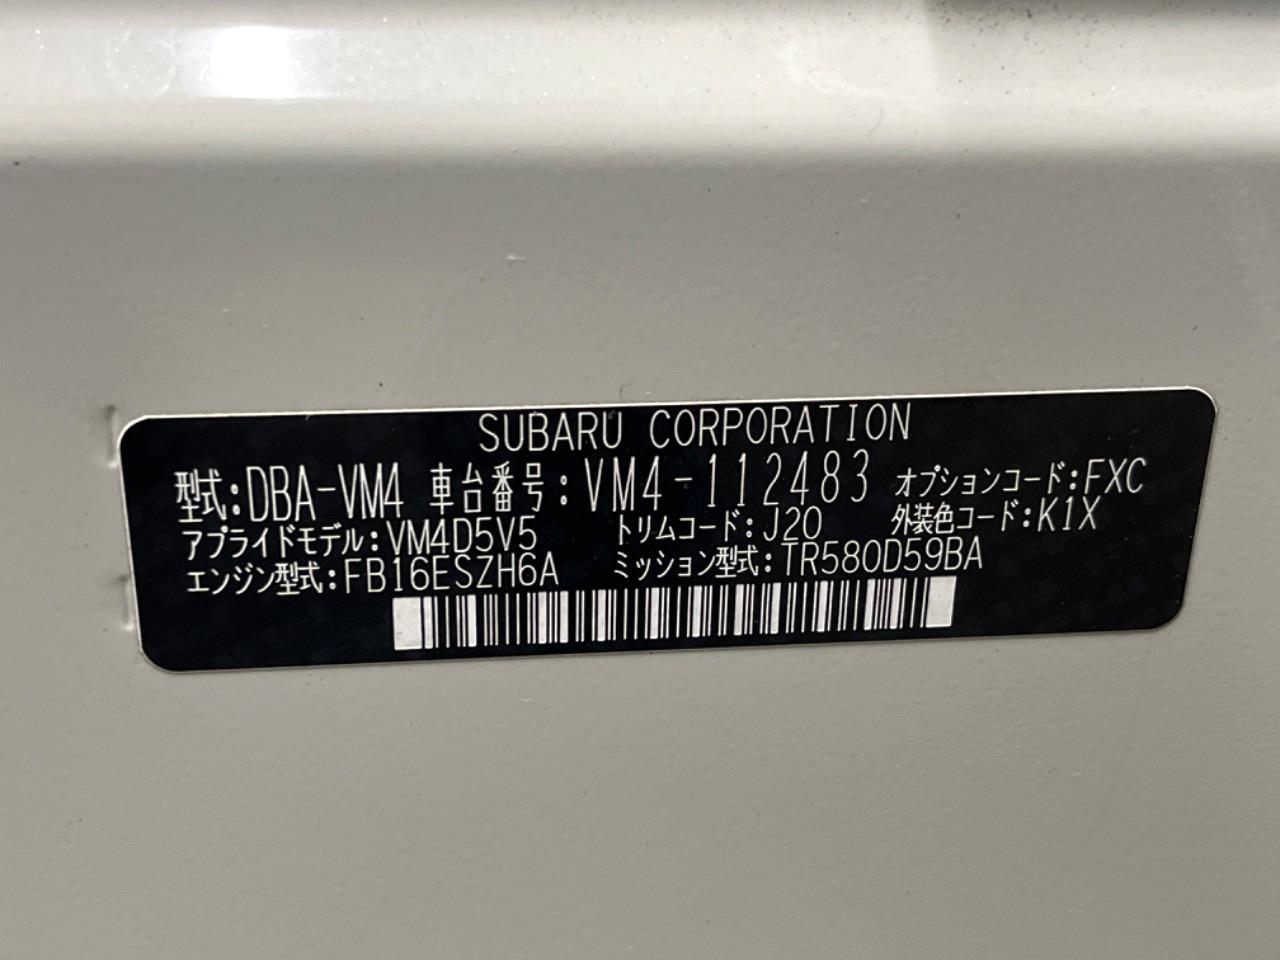 SUBARU CORPORATION
型式:DBA-VM4 車台番号:VM4-112483 オプションコード:FXC
アプライドモデル:VM4D5V5 トリムコード:J20 外装色コード:K1X
エンジン型式:FB16ESZH6A ミッション型式:TR580D59BA